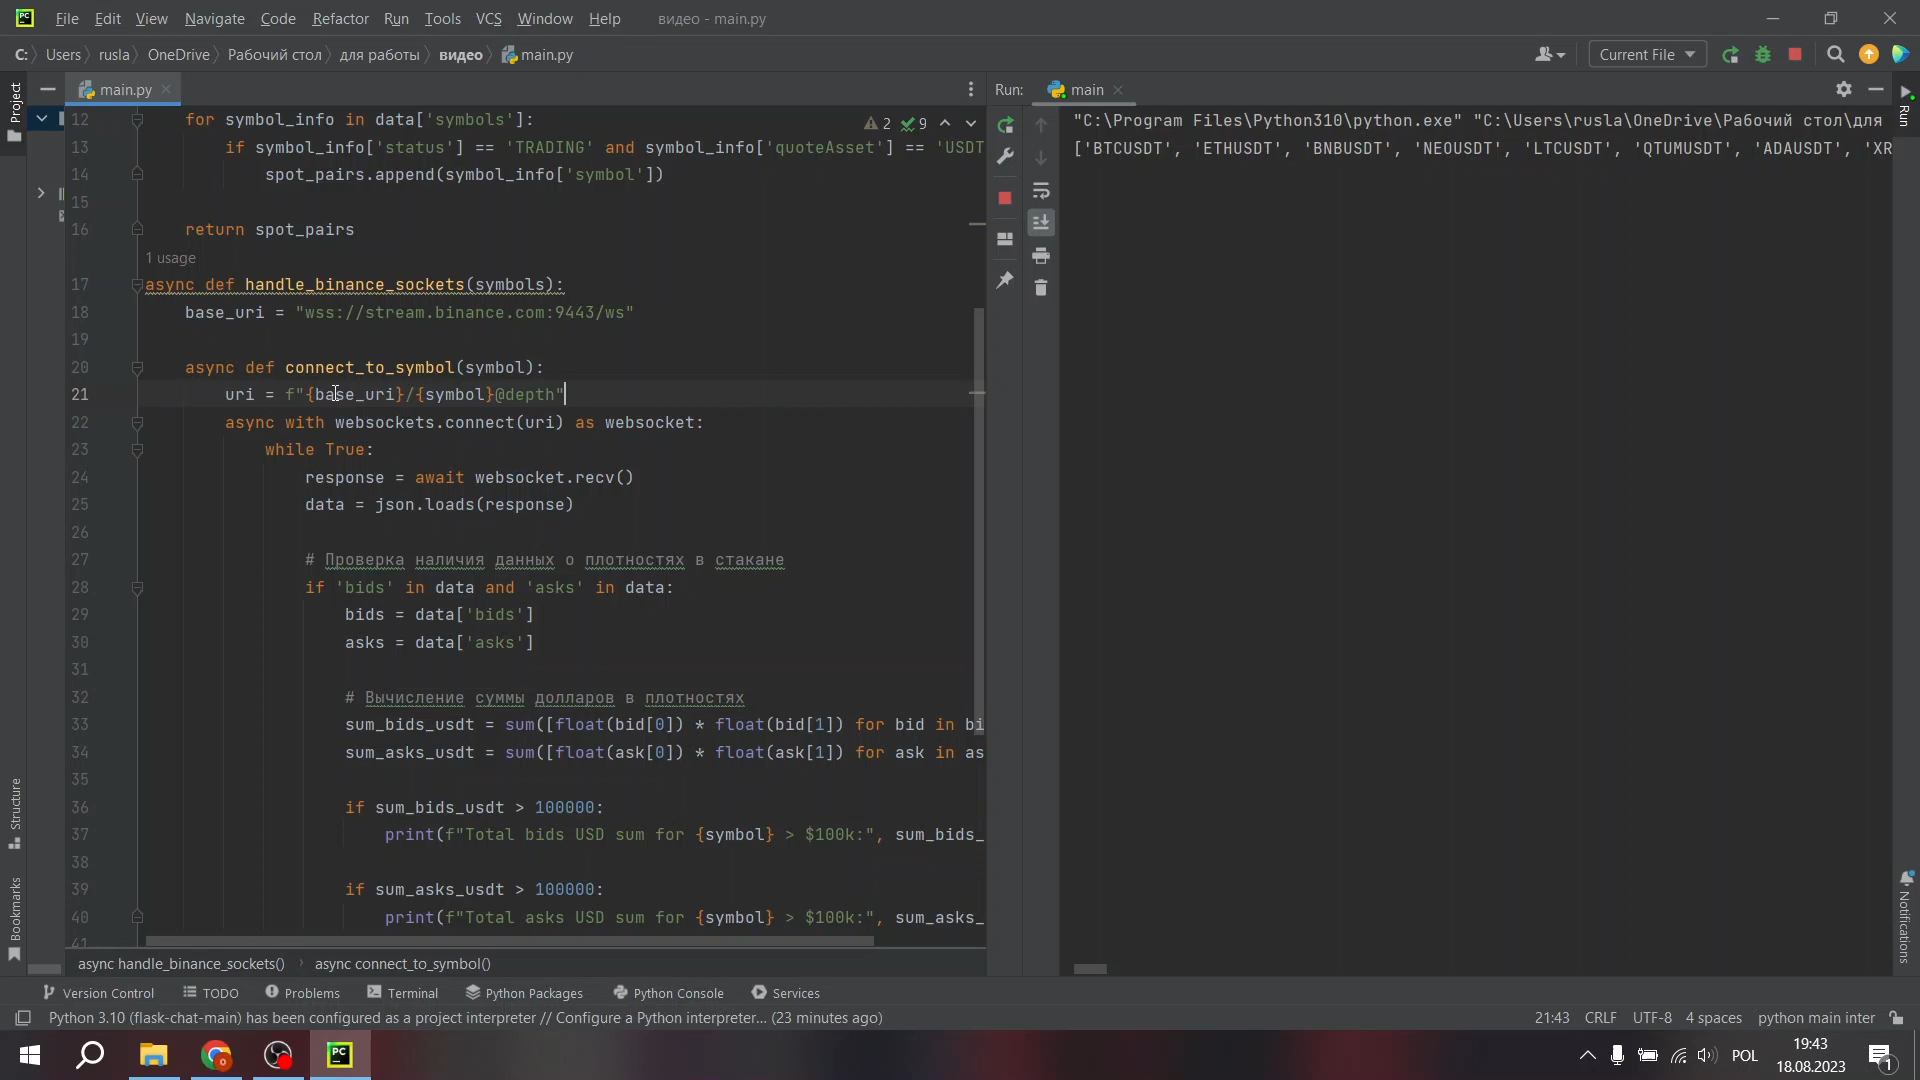 File Edit View Navigate Code Refactor Run Tools VCS Window Help видео - main.py
C: Users rusla OneDrive Рабочий стол для работы видео main.py Current File
main.py Run: main
Project
Run
12 for symbol_info in data['symbols']: 2 9
13 if symbol_info['status'] == 'TRADING' and symbol_info['quoteAsset'] == 'USDT
14 spot_pairs.append(symbol_info['symbol'])
15
16 return spot_pairs
1 usage
17 async def handle_binance_sockets(symbols):
18 base_uri = "wss://stream.binance.com:9443/ws"
19
20 async def connect_to_symbol(symbol):
21 uri = f"{base_uri}/{symbol}@depth"
22 async with websockets.connect(uri) as websocket:
23 while True:
24 response = await websocket.recv()
25 data = json.loads(response)
26
27 # Проверка наличия данных о плотностях в стакане
28 if 'bids' in data and 'asks' in data:
29 bids = data['bids']
30 asks = data['asks']
31
32 # Вычисление суммы долларов в плотностях
33 sum_bids_usdt = sum([float(bid[0]) * float(bid[1]) for bid in bi
34 sum_asks_usdt = sum([float(ask[0]) * float(ask[1]) for ask in as
35
36 if sum_bids_usdt > 100000:
37 print(f"Total bids USD sum for {symbol} > $100k:", sum_bids_
38
39 if sum_asks_usdt > 100000:
40 print(f"Total asks USD sum for {symbol} > $100k:", sum_asks_
41
"C:\Program Files\Python310\python.exe" "C:\Users\rusla\OneDrive\Рабочий стол\для
['BTCUSDT', 'ETHUSDT', 'BNBUSDT', 'NEOUSDT', 'LTCUSDT', 'QTUMUSDT', 'ADAUSDT', 'XR
Structure
Bookmarks
Notifications
async handle_binance_sockets() async connect_to_symbol()
Version Control TODO Problems Terminal Python Packages Python Console Services
Python 3.10 (flask-chat-main) has been configured as a project interpreter // Configure a Python interpreter... (23 minutes ago) 21:43 CRLF UTF-8 4 spaces python main inter
PC POL 19:43
18.08.2023
1